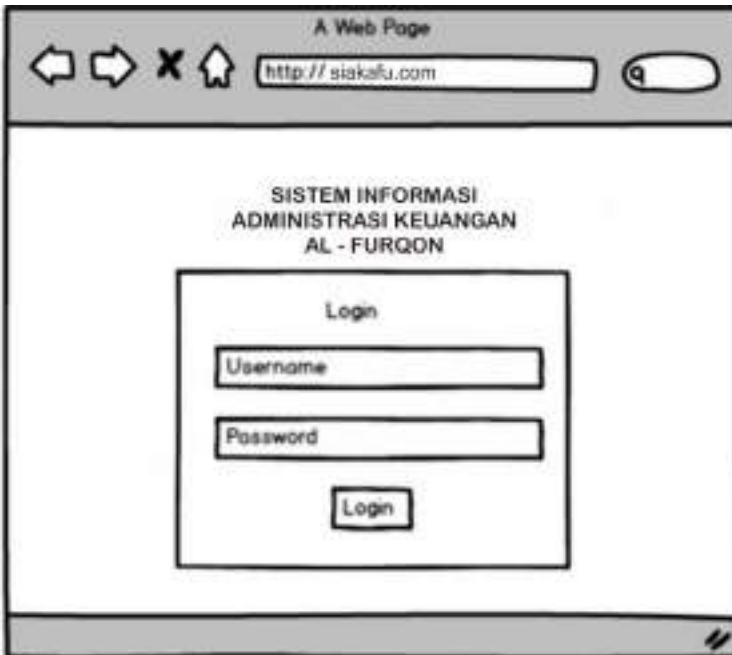 A Web Page
http:// siakafu.com
SISTEM INFORMASI
ADMINISTRASI KEUANGAN
AL - FURQON
Login
Username
Password
Login